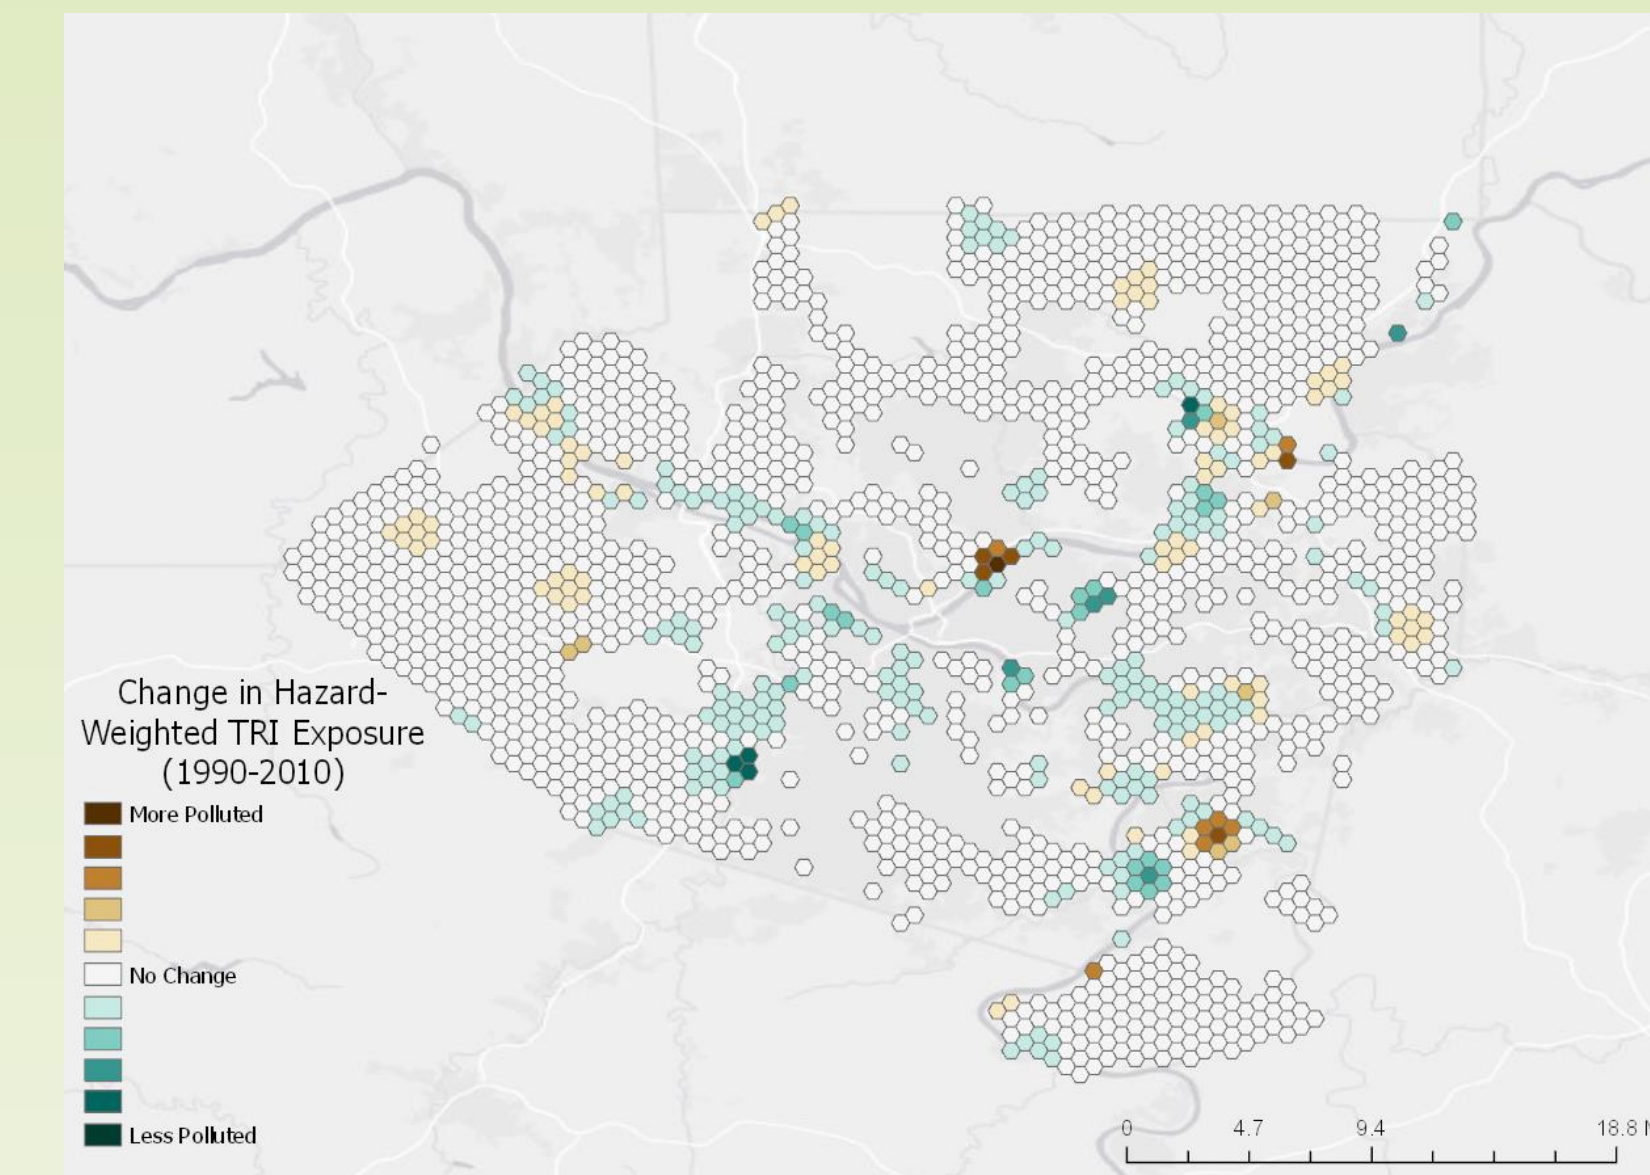 Change in Hazard-
Weighted TRI Exposure
(1990-2010)
More Polluted
No Change
Less Polluted
0 4.7 9.4 18.8